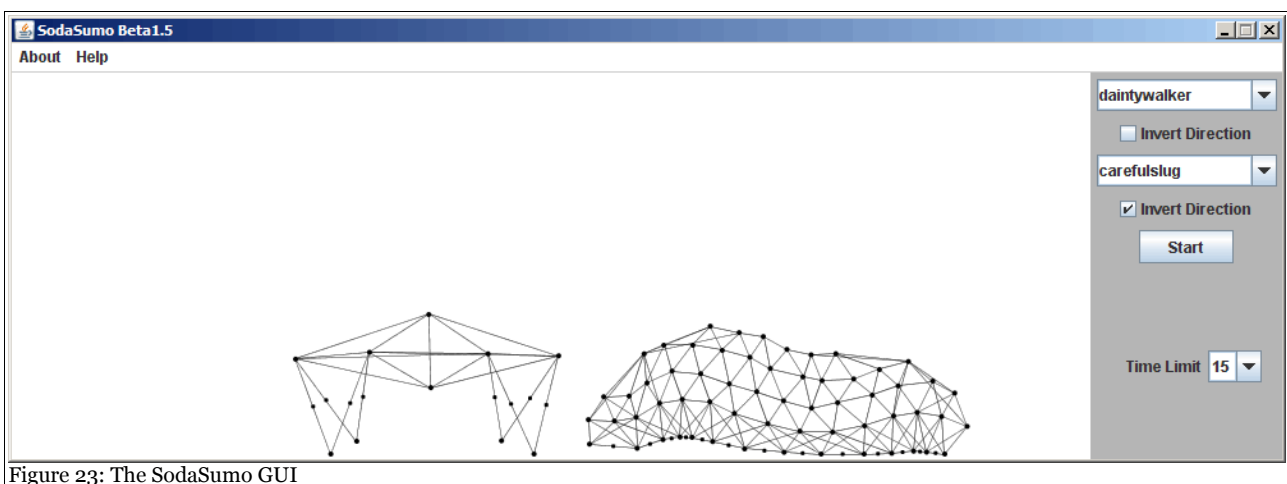 SodaSumo Beta1.5
About Help
daintywalker
Invert Direction
carefulslug
Invert Direction
Start
Time Limit 15
Figure 23: The SodaSumo GUI